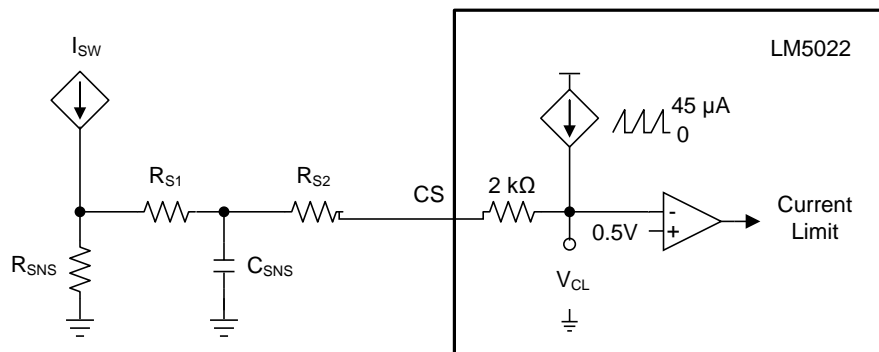 LM5022
I_SW
45 µA
0
R_S1
R_S2
CS
2 kΩ
-
+
0.5V
Current
Limit
R_SNS
C_SNS
V_CL